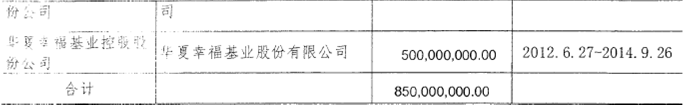 份公司 司
华夏幸福基业控股股份公司 华夏幸福基业股份有限公司 500,000,000.00 2012.6.27-2014.9.26
合计 850,000,000.00